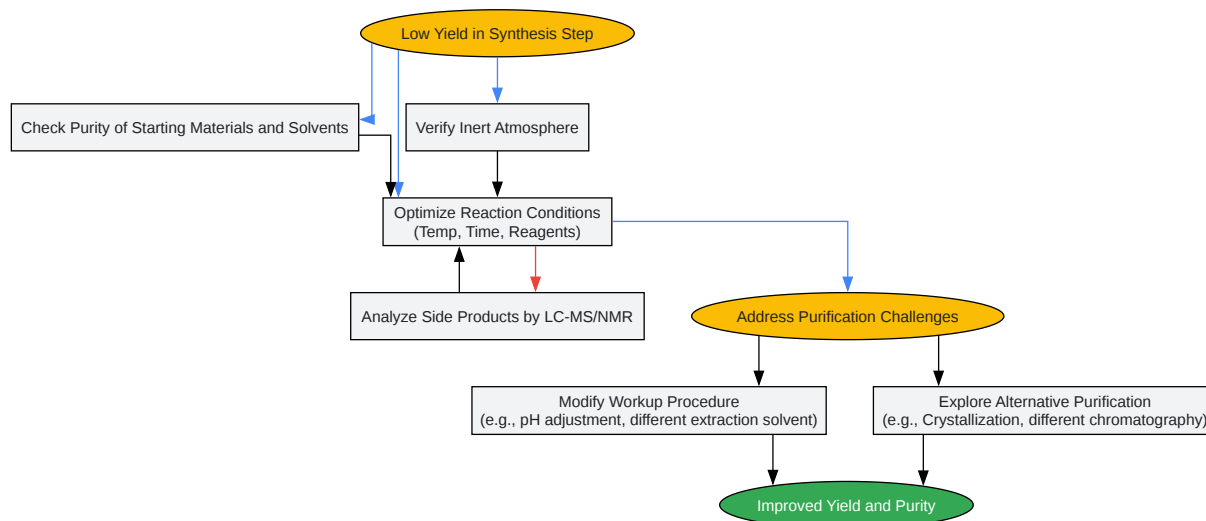 Low Yield in Synthesis Step
Check Purity of Starting Materials and Solvents
Verify Inert Atmosphere
Optimize Reaction Conditions
(Temp, Time, Reagents)
Analyze Side Products by LC-MS/NMR
Address Purification Challenges
Modify Workup Procedure
(e.g., pH adjustment, different extraction solvent)
Explore Alternative Purification
(e.g., Crystallization, different chromatography)
Improved Yield and Purity